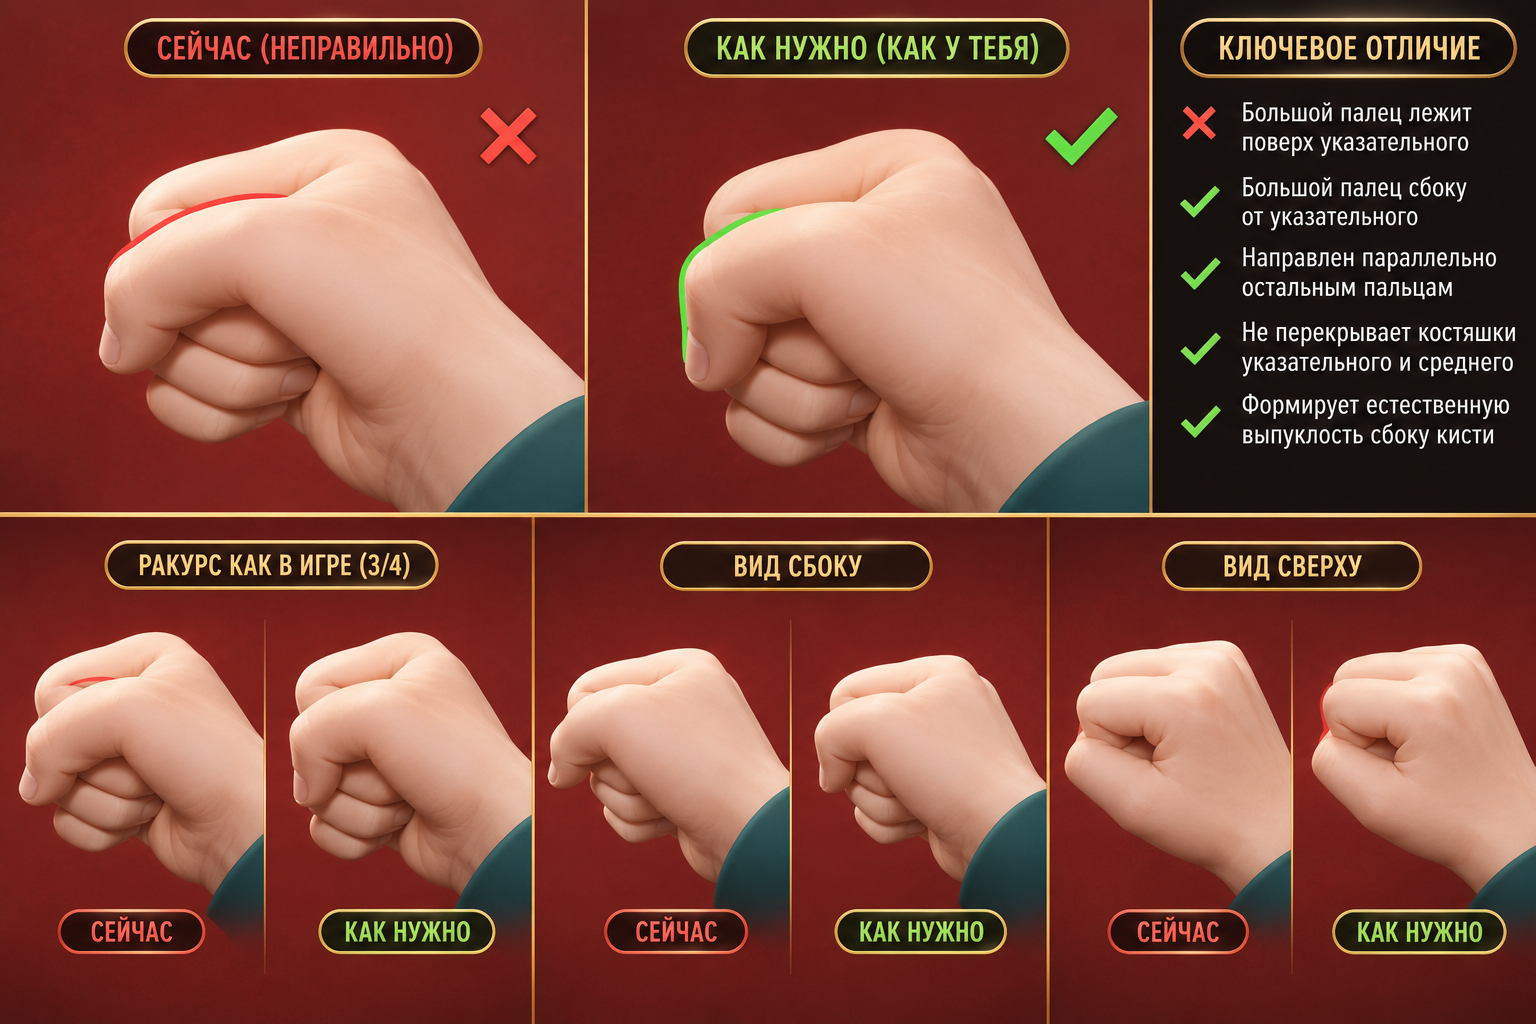 СЕЙЧАС (НЕПРАВИЛЬНО)
КАК НУЖНО (КАК У ТЕБЯ)
КЛЮЧЕВОЕ ОТЛИЧИЕ
Большой палец лежит
поверх указательного
Большой палец сбоку
от указательного
Направлен параллельно
остальным пальцам
Не перекрывает костяшки
указательного и среднего
Формирует естественную
выпуклость сбоку кисти
РАКУРС КАК В ИГРЕ (3/4)
СЕЙЧАС
КАК НУЖНО
ВИД СБОКУ
СЕЙЧАС
КАК НУЖНО
ВИД СВЕРХУ
СЕЙЧАС
КАК НУЖНО